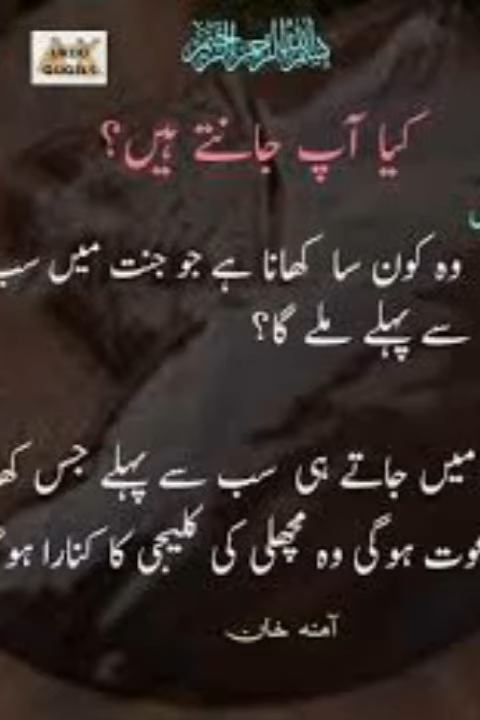 بسم اللہ الرحمن الرحیم
URDU
کیا آپ جانتے ہیں؟
وہ کون سا کھانا ہے جو جنت میں سب
سے پہلے ملے گا؟
میں جاتے ہی سب سے پہلے جس
ہوگی وہ مچھلی کی کلیجی کا کنارا
آمنہ خان